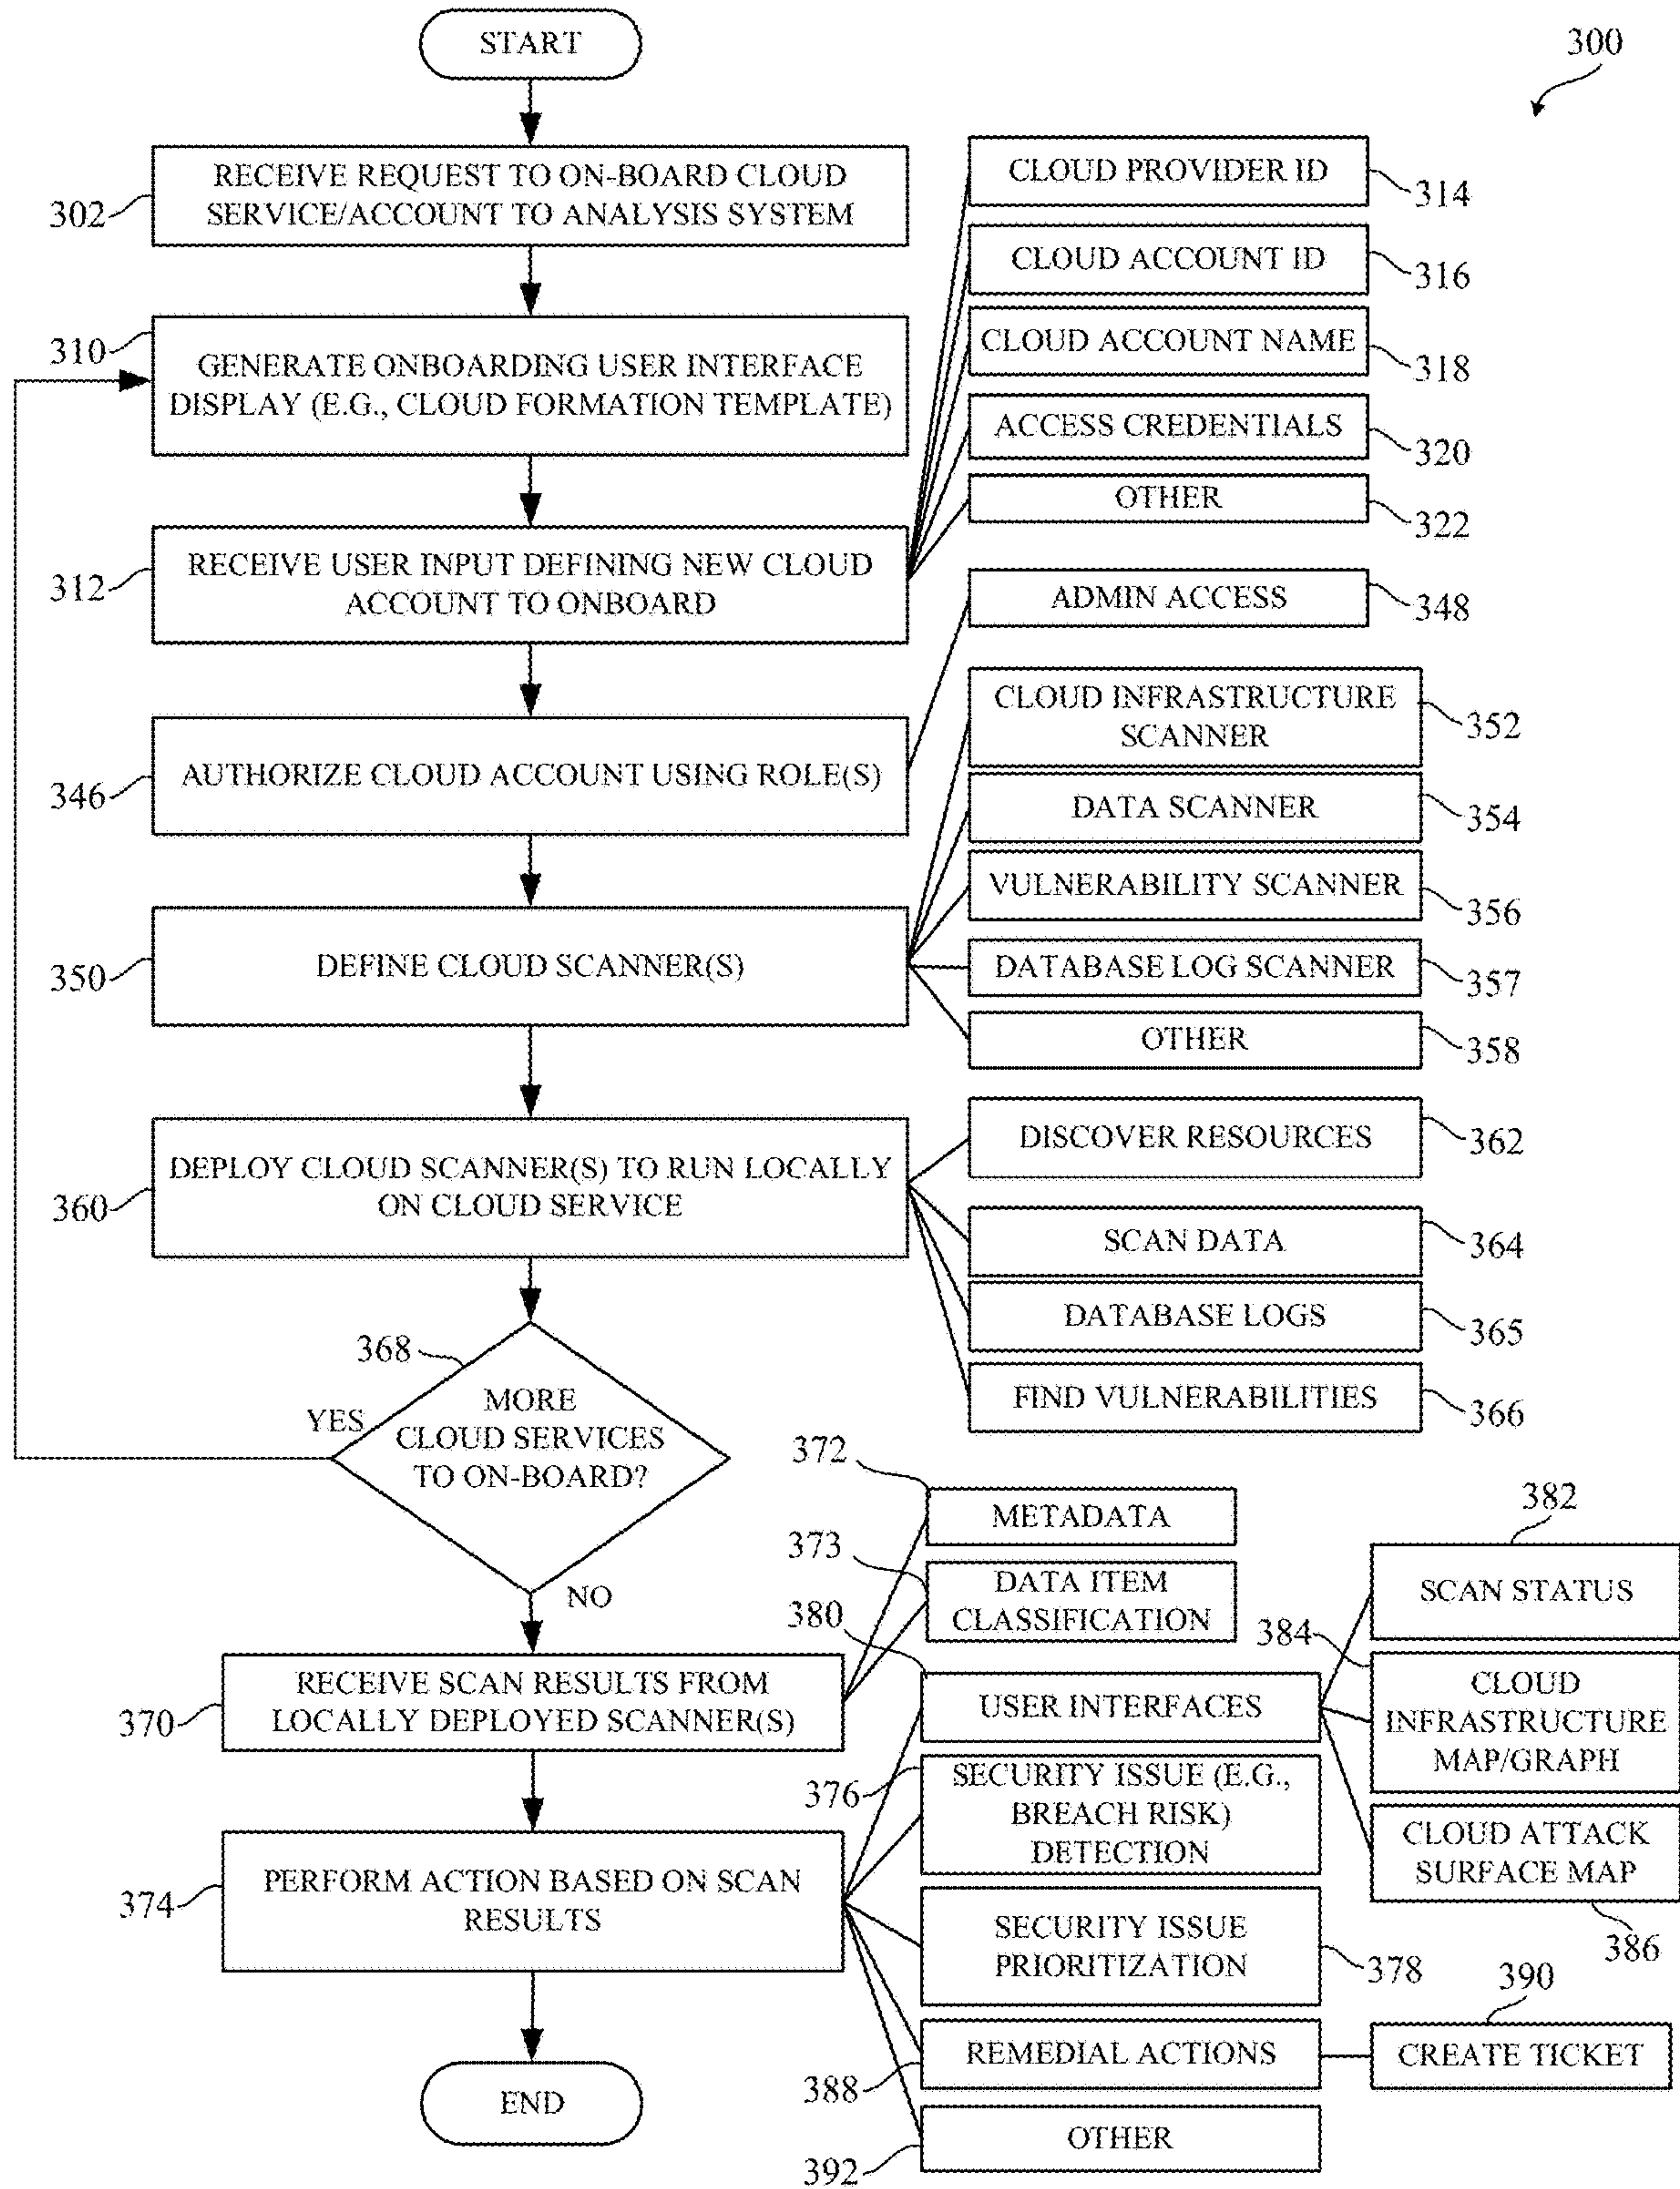 START
300
302
RECEIVE REQUEST TO ON-BOARD CLOUD
SERVICE/ACCOUNT TO ANALYSIS SYSTEM
CLOUD PROVIDER ID
314
CLOUD ACCOUNT ID
316
310
GENERATE ONBOARDING USER INTERFACE
DISPLAY (E.G., CLOUD FORMATION TEMPLATE)
CLOUD ACCOUNT NAME
318
ACCESS CREDENTIALS
320
OTHER
322
312
RECEIVE USER INPUT DEFINING NEW CLOUD
ACCOUNT TO ONBOARD
ADMIN ACCESS
348
346
AUTHORIZE CLOUD ACCOUNT USING ROLE(S)
CLOUD INFRASTRUCTURE
SCANNER
352
DATA SCANNER
354
VULNERABILITY SCANNER
356
350
DEFINE CLOUD SCANNER(S)
DATABASE LOG SCANNER
357
OTHER
358
360
DEPLOY CLOUD SCANNER(S) TO RUN LOCALLY
ON CLOUD SERVICE
DISCOVER RESOURCES
362
SCAN DATA
364
DATABASE LOGS
365
FIND VULNERABILITIES
366
368
MORE
CLOUD SERVICES
TO ON-BOARD?
YES
NO
372
METADATA
373
DATA ITEM
CLASSIFICATION
370
RECEIVE SCAN RESULTS FROM
LOCALLY DEPLOYED SCANNER(S)
380
USER INTERFACES
382
SCAN STATUS
384
CLOUD
INFRASTRUCTURE
MAP/GRAPH
CLOUD ATTACK
SURFACE MAP
386
374
PERFORM ACTION BASED ON SCAN
RESULTS
376
SECURITY ISSUE (E.G.,
BREACH RISK)
DETECTION
SECURITY ISSUE
PRIORITIZATION
378
388
REMEDIAL ACTIONS
390
CREATE TICKET
392
OTHER
END